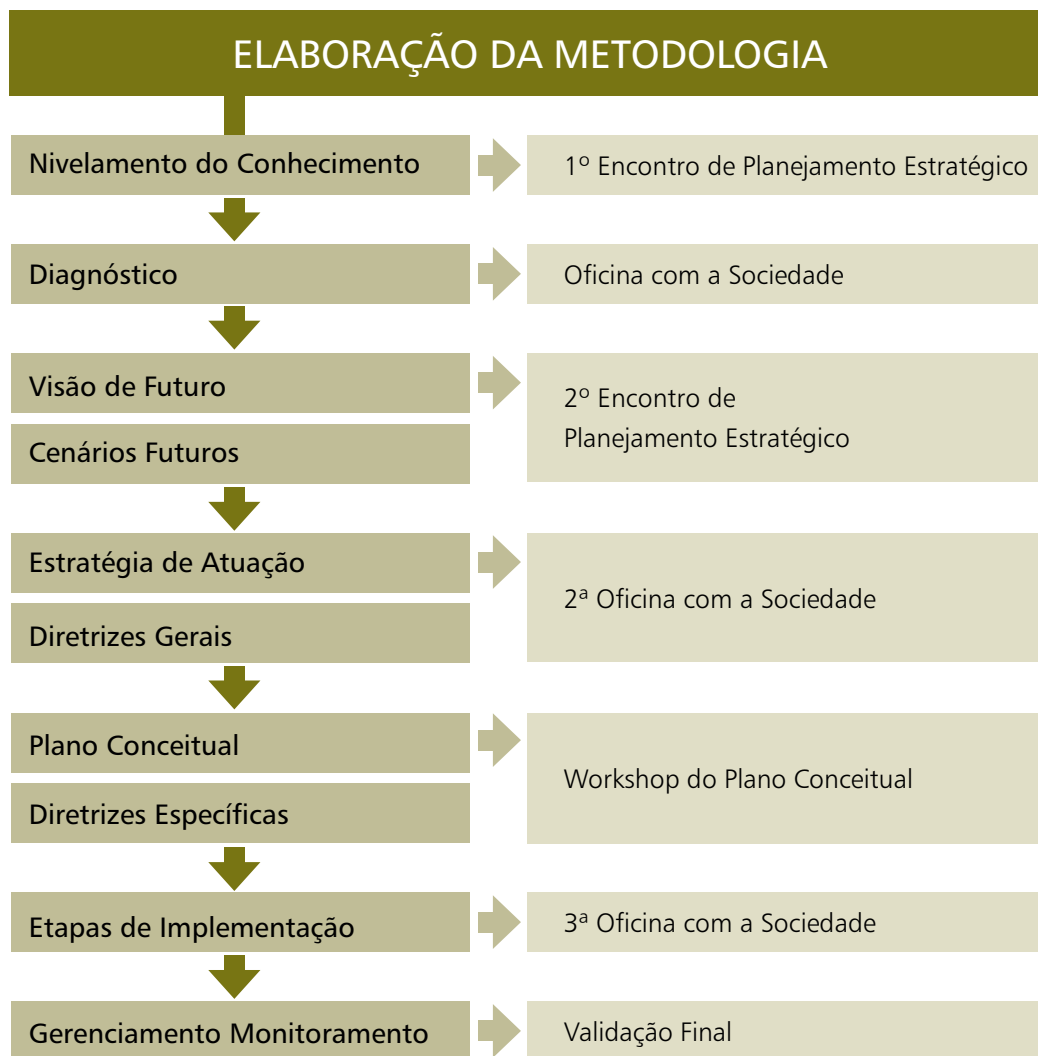 ELABORAÇÃO DA METODOLOGIA
Nivelamento do Conhecimento
1º Encontro de Planejamento Estratégico
Diagnóstico
Oficina com a Sociedade
Visão de Futuro
Cenários Futuros
2º Encontro de
Planejamento Estratégico
Estratégia de Atuação
Diretrizes Gerais
2ª Oficina com a Sociedade
Plano Conceitual
Diretrizes Específicas
Workshop do Plano Conceitual
Etapas de Implementação
3ª Oficina com a Sociedade
Gerenciamento Monitoramento
Validação Final